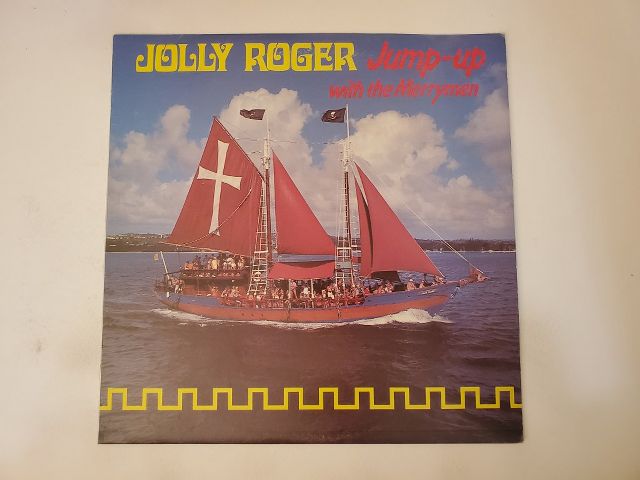 JOLLY ROGER Jump-up
with the Merrymen